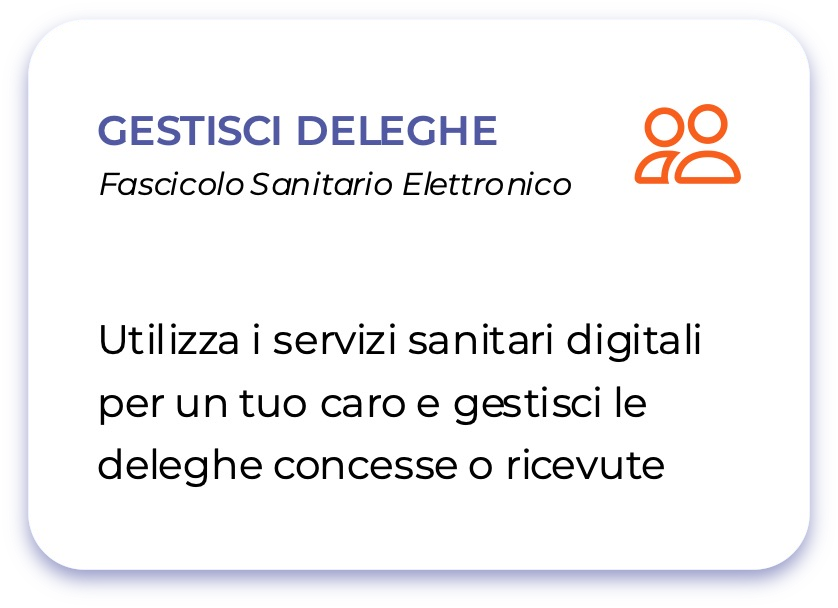 GESTISCI DELEGHE
Fascicolo Sanitario Elettronico
Utilizza i servizi sanitari digitali
per un tuo caro e gestisci le
deleghe concesse o ricevute